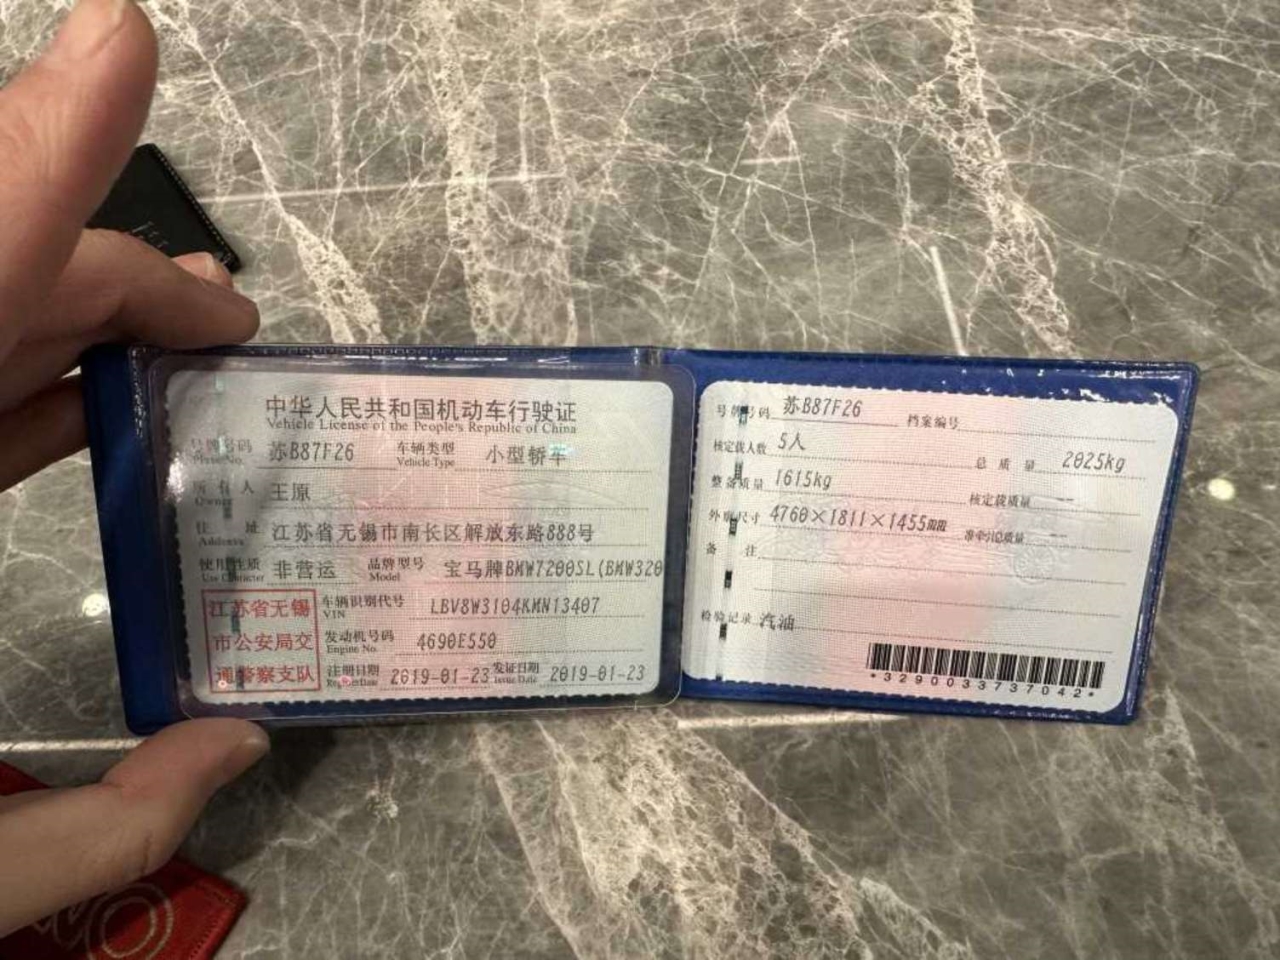 中华人民共和国机动车行驶证
Vehicle License of the People's Republic of China
号牌号码 苏B87F26 车辆类型 小型轿车
Plate No. Vehicle Type
所有人 王原
Owner
住址 江苏省无锡市南长区解放东路888号
Address
使用性质 非营运 品牌型号 宝马牌BMW7200SL(BMW320
Use Character Model
江苏省无锡
市公安局交
通警察支队
车辆识别代号 LBV8W3104KMN13407
VIN
发动机号码 4690E550
Engine No.
注册日期 2019-01-23 发证日期 2019-01-23
Register Date Issue Date
号牌号码 苏B87F26 档案编号
核定载人数 5人 总质量 2025kg
整备质量 1615kg 核定载质量 --
外廓尺寸 4760×1811×1455毫米 准牵引总质量 --
备注
检验记录 汽油
*3290033737042*